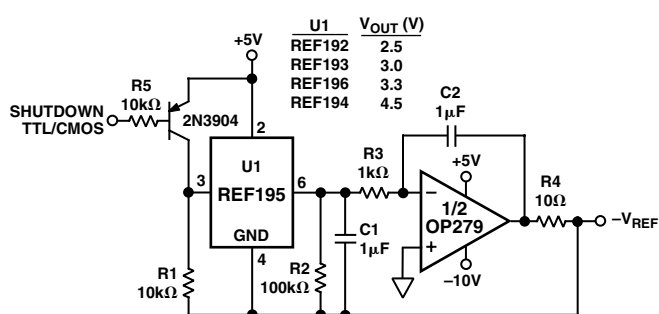 U1 VOUT (V)
REF192 2.5
REF193 3.0
REF196 3.3
REF194 4.5
+5V
R5
10kΩ
SHUTDOWN
TTL/CMOS
2N3904
2
U1
REF195
3
6
GND
4
R1
10kΩ
R2
100kΩ
C1
1µF
R3
1kΩ
C2
1µF
+5V
–
1/2
OP279
+
–10V
R4
10Ω
–VREF